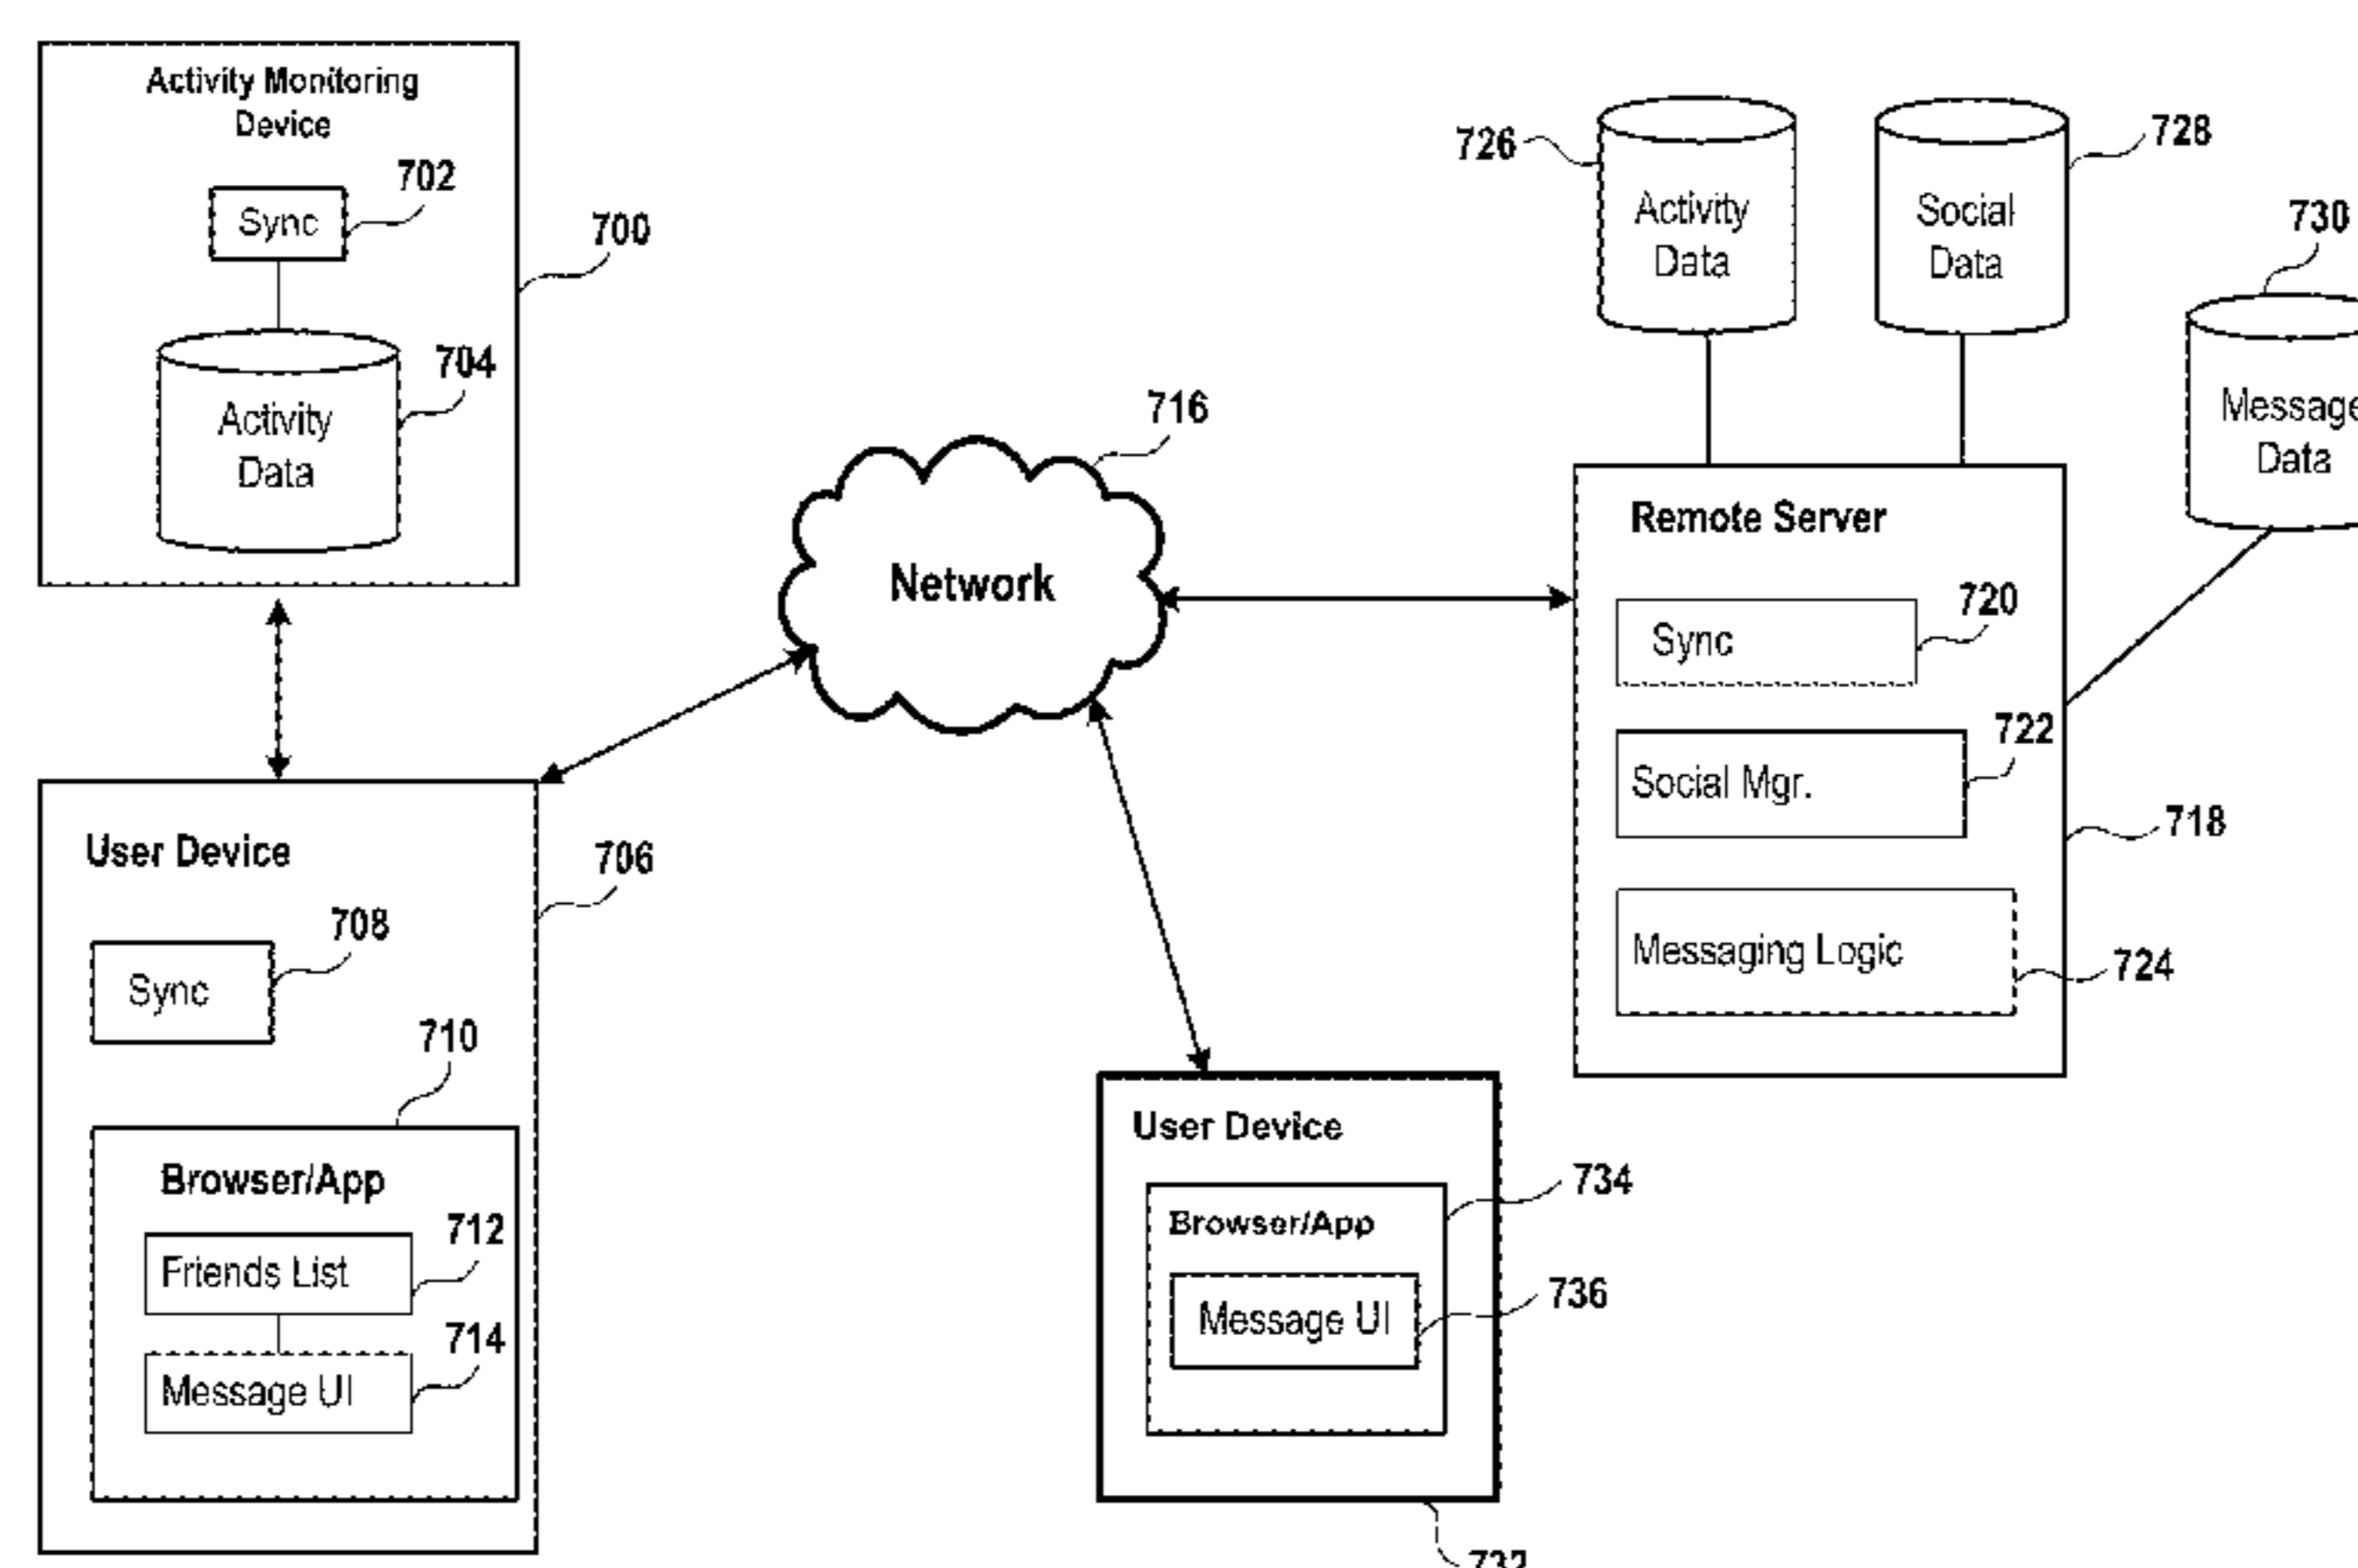 Activity Monitoring
Device
702
Sync
700
704
Activity
Data
726
Activity
Data
728
Social
Data
730
Message
Data
716
Network
Remote Server
720
Sync
722
Social Mgr.
718
Messaging Logic
724
User Device
706
708
Sync
710
Browser/App
712
Friends List
714
Message UI
User Device
734
Browser/App
736
Message UI
732